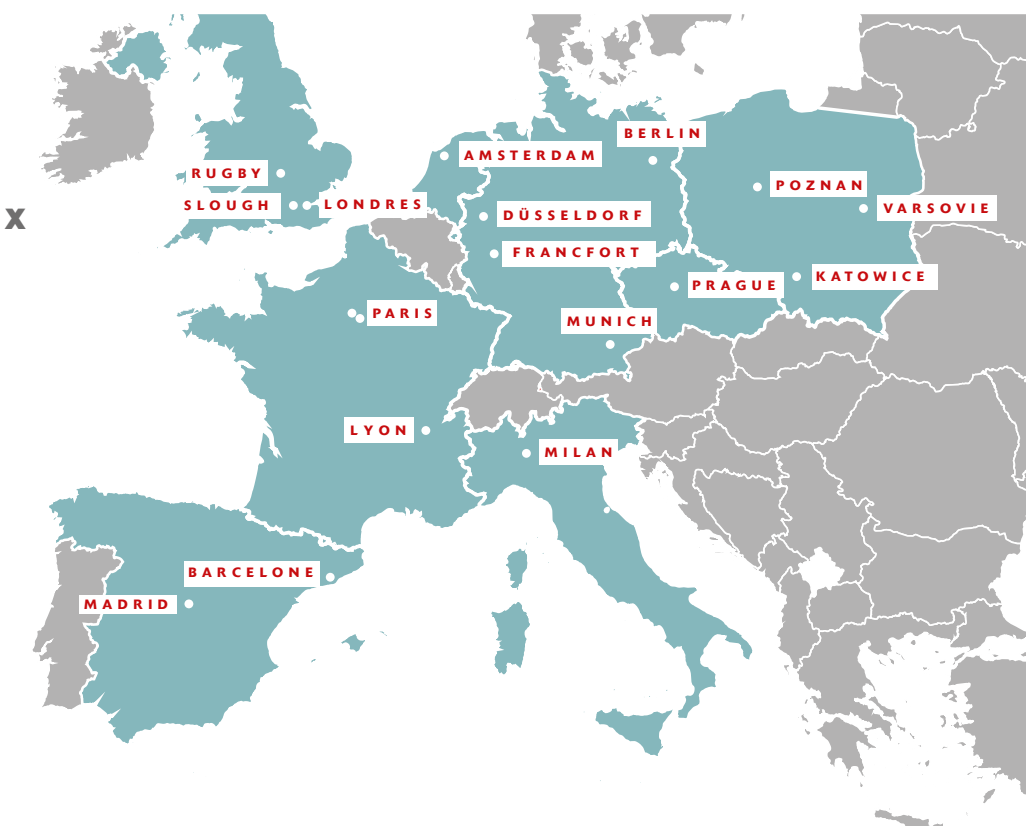 BERLIN
AMSTERDAM
RUGBY
POZNAN
SLOUGH
LONDRES
VARSOVIE
X
DÜSSELDORF
FRANCFORT
KATOWICE
PRAGUE
PARIS
MUNICH
LYON
MILAN
BARCELONE
MADRID